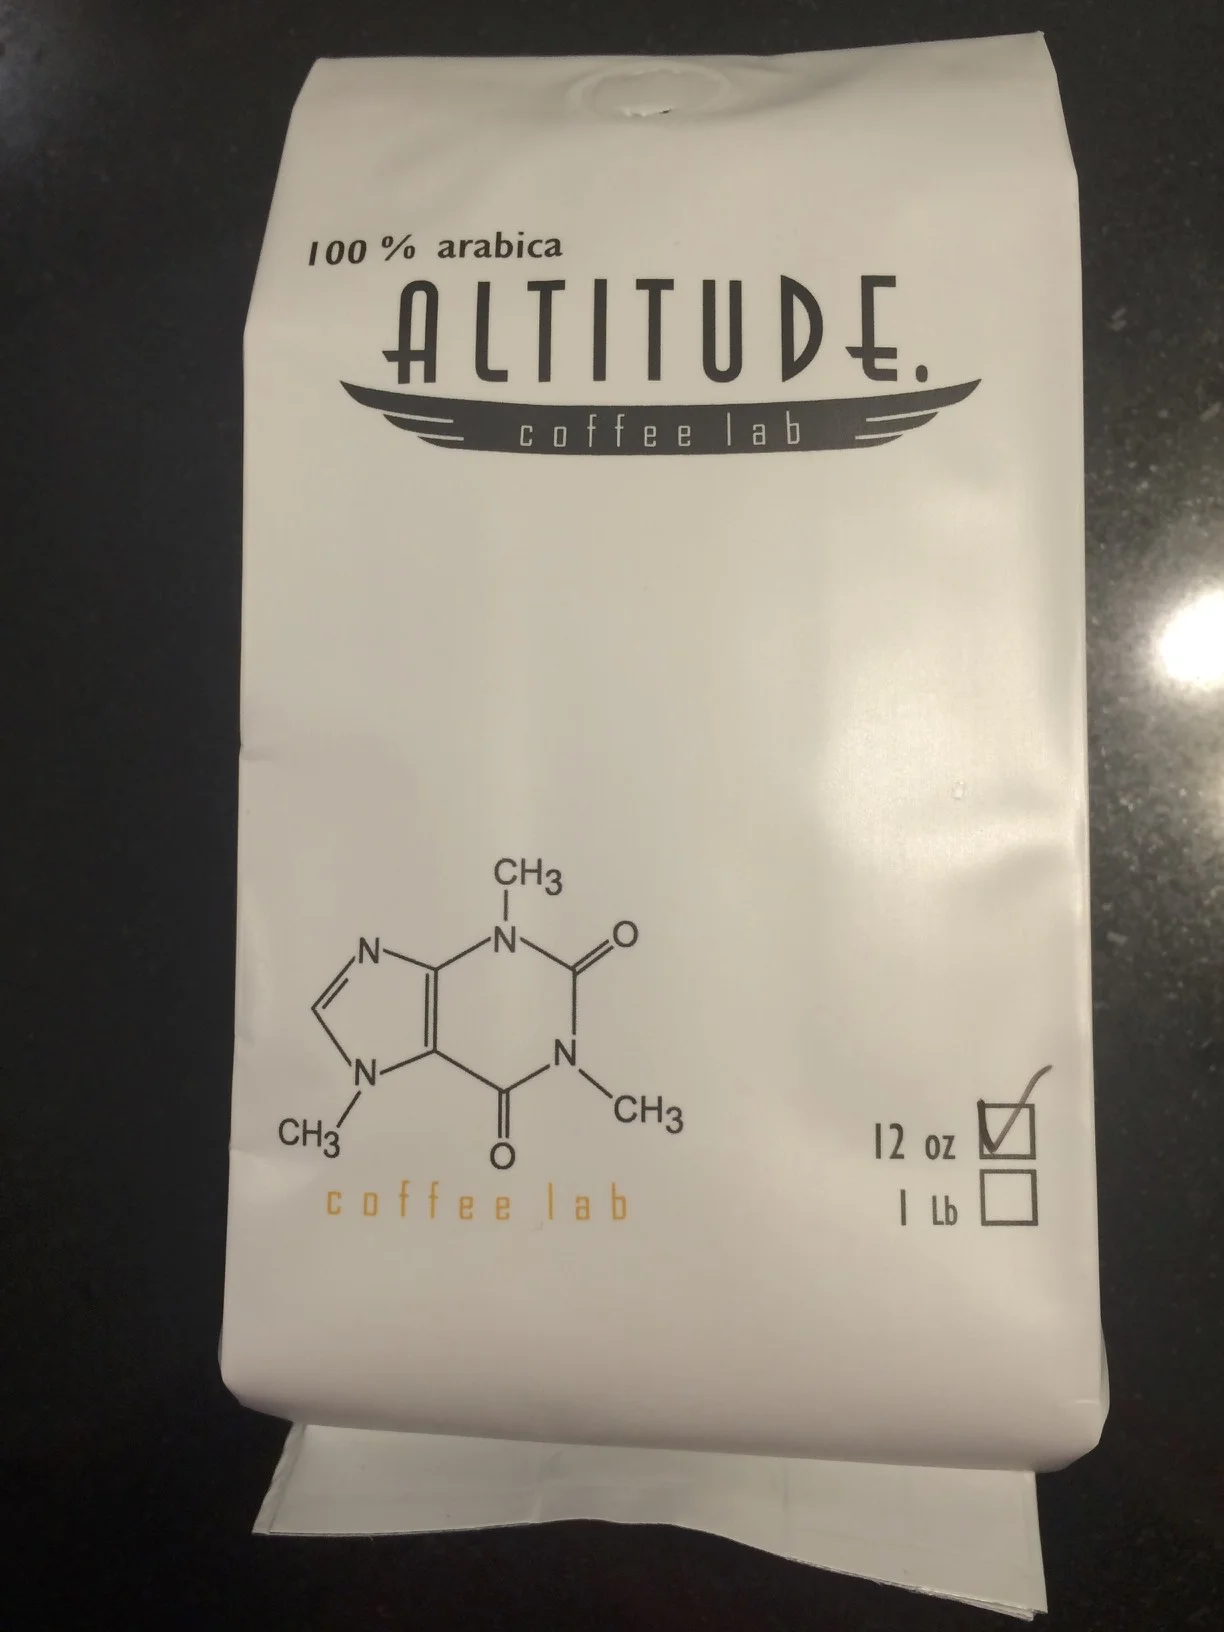 100 % arabica
ALTITUDE.
coffee lab
CH3
N
N
O
N
N
CH3
CH3
O
coffee lab
12 oz
1 Lb